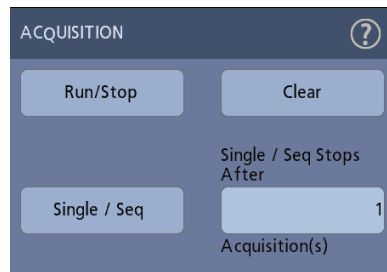 ACQUISITION
?
Run/Stop
Clear
Single / Seq Stops
After
Single / Seq
1
Acquisition(s)